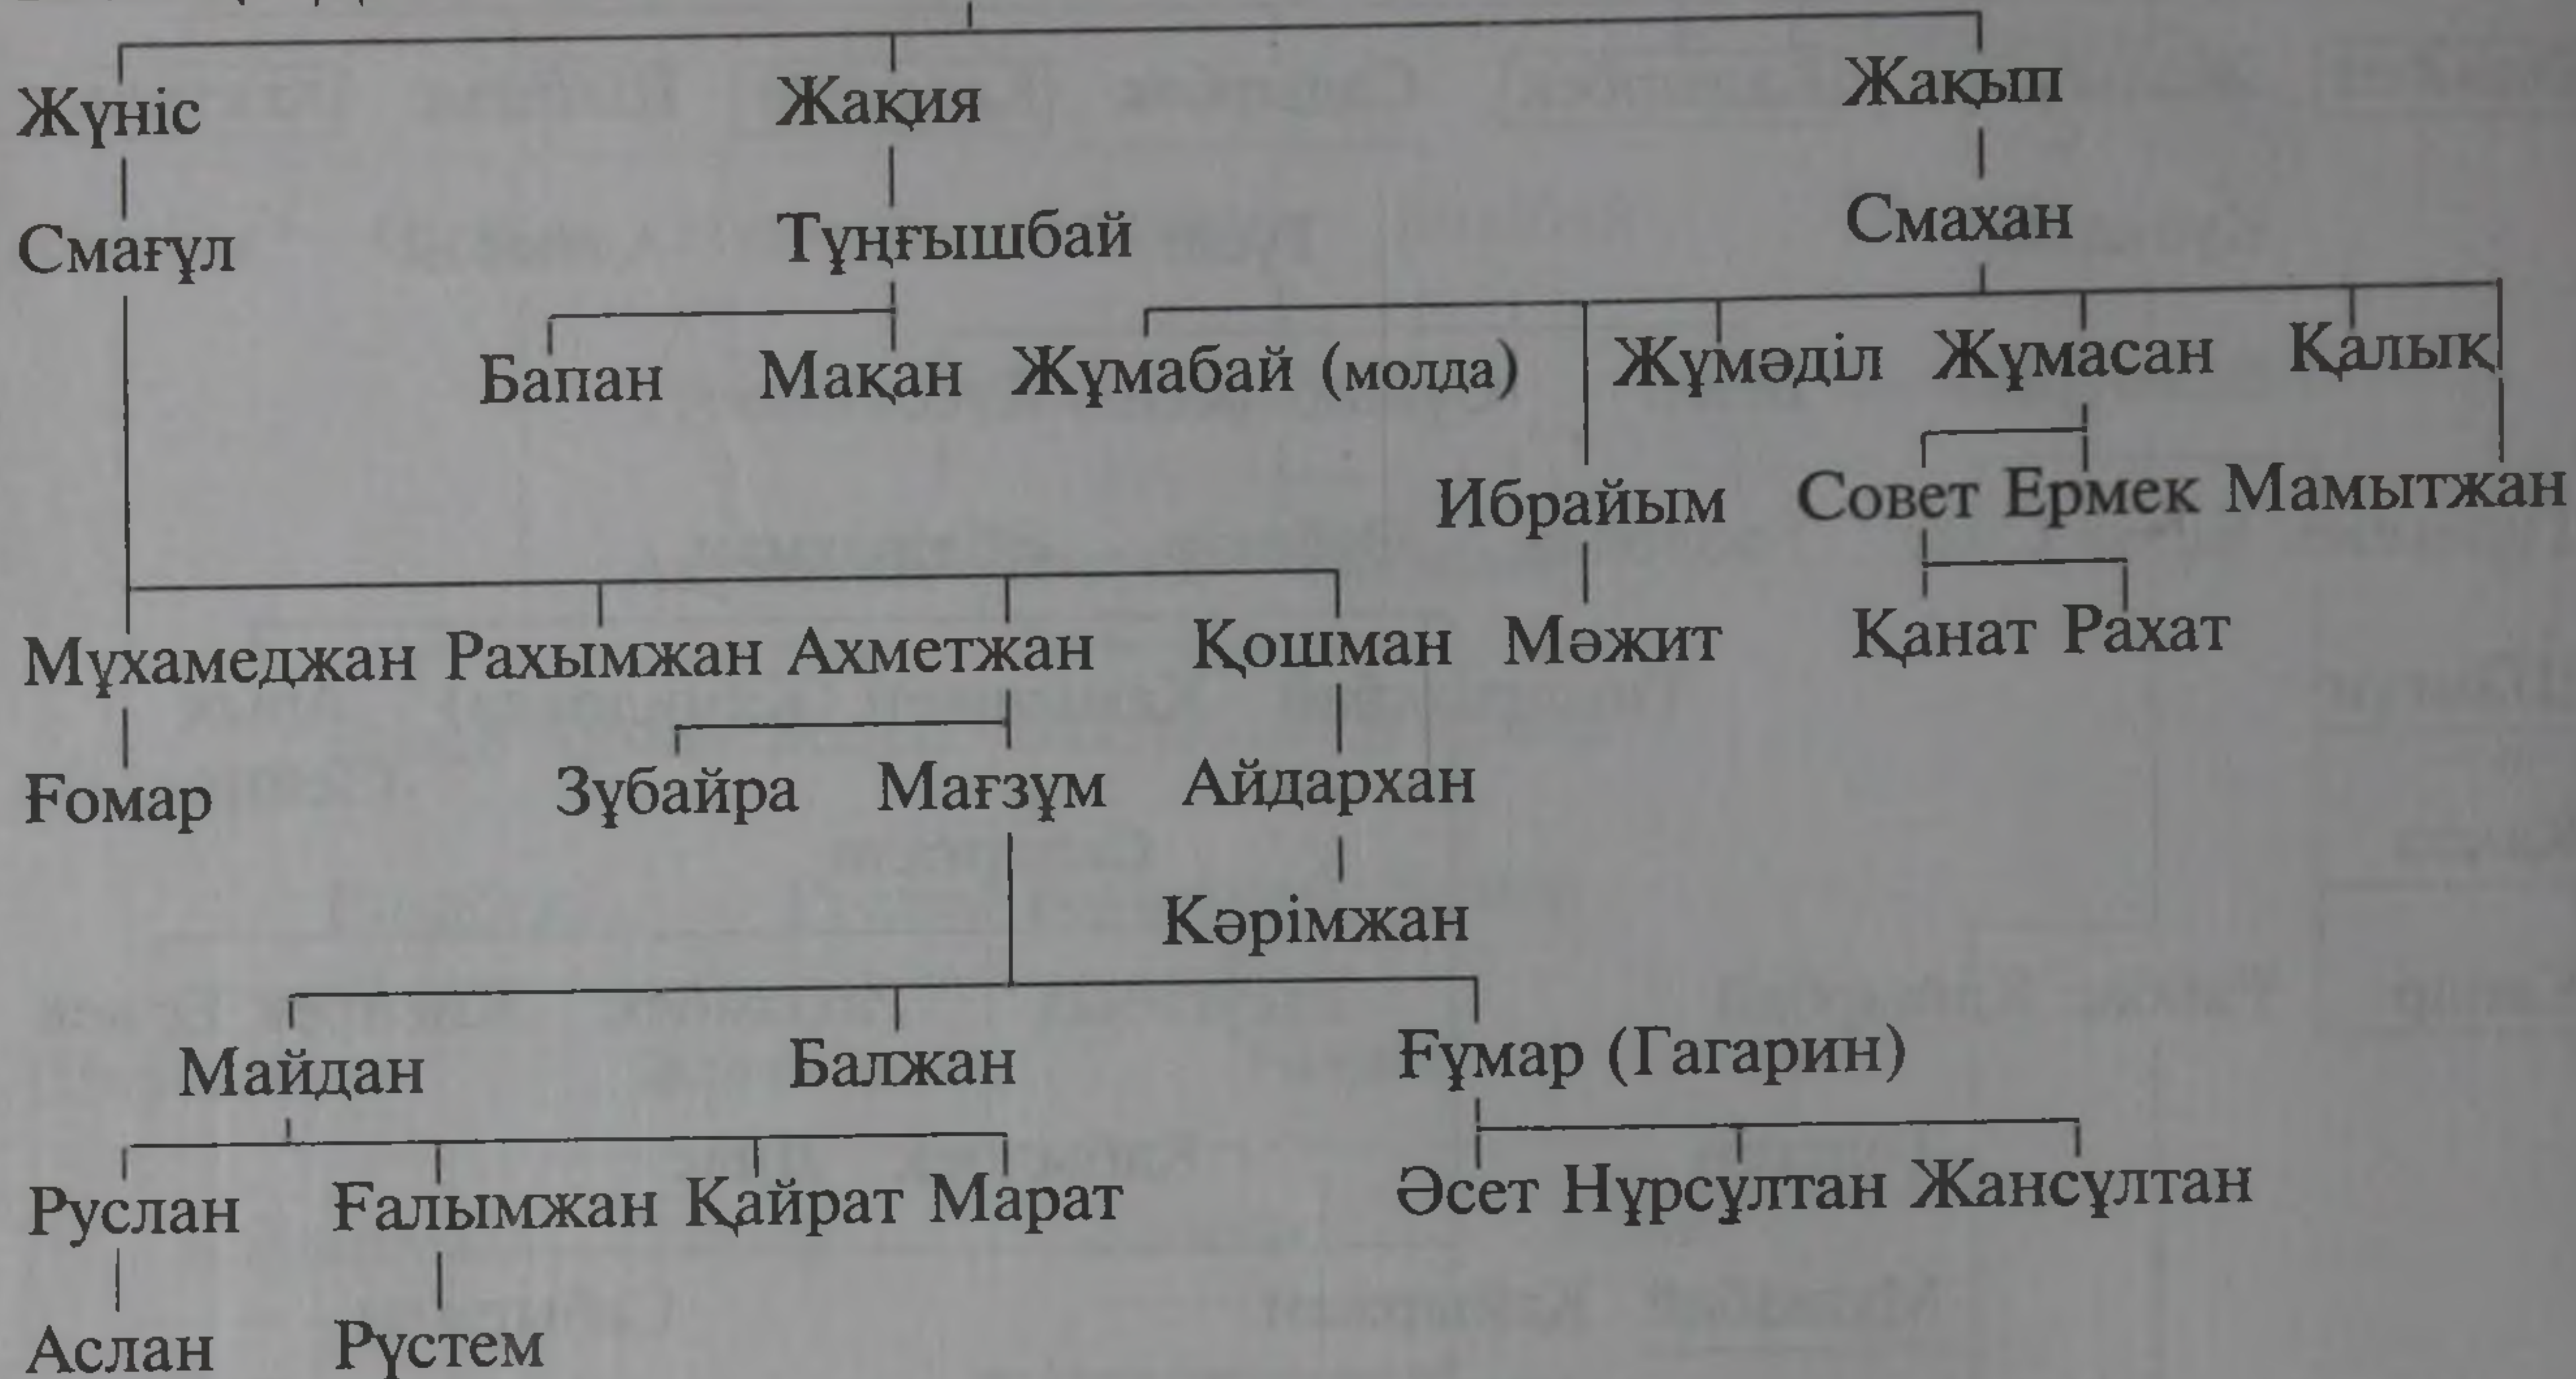 Жүніс Жақия Жақып
Смағұл Тұңғышбай Смахан
Бапан Мақан Жұмабай (молда) Жұмәділ Жұмасан Қалық
Ибрайым Совет Ермек Мамытжан
Мұхамеджан Рахымжан Ахметжан Қошман Мәжит Қанат Рахат
Ғомар Зұбайра Мағзұм Айдархан
Кәрімжан
Майдан Балжан Ғұмар (Гагарин)
Руслан Ғалымжан Қайрат Марат Әсет Нұрсұлтан Жансұлтан
Аслан Рүстем